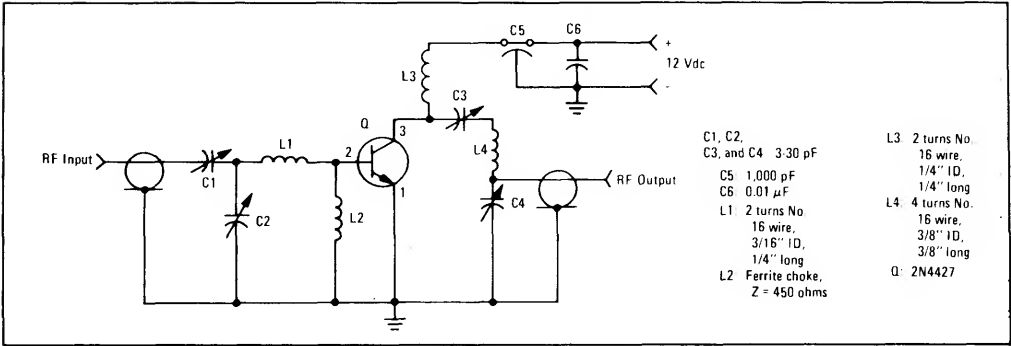 C5
C6
+
12 Vdc
-
L3
C3
Q
3
L1
2
L4
RF Input
C1
RF Output
1
C2
L2
C4
C1, C2,
C3, and C4 3-30 pF
C5: 1,000 pF
C6: 0.01 μF
L1: 2 turns No.
16 wire,
3/16" ID,
1/4" long
L2: Ferrite choke,
Z = 450 ohms
L3: 2 turns No.
16 wire,
1/4" ID,
1/4" long
L4: 4 turns No.
16 wire,
3/8" ID,
3/8" long
Q: 2N4427